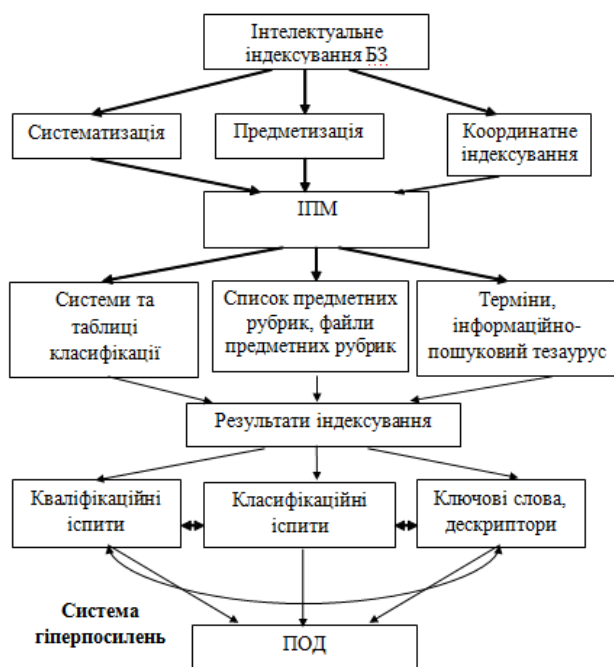 Інтелектуальне
індексування БЗ
Систематизація
Предметизація
Координатне
індексування
ІПМ
Системи та
таблиці
класифікації
Список предметних
рубрик, файли
предметних рубрик
Терміни,
інформаційно-
пошуковий тезаурус
Результати індексування
Кваліфікаційні
іспити
Класифікаційні
іспити
Ключові слова,
дескриптори
Система
гіперпосилень
ПОД